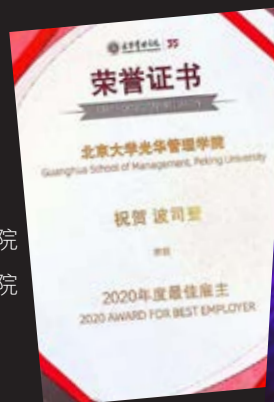 35
荣誉证书
北京大学光华管理学院
Guanghua School of Management, Peking University
祝贺 波司登
荣获
2020年度最佳雇主
2020 AWARD FOR BEST EMPLOYER
院
院